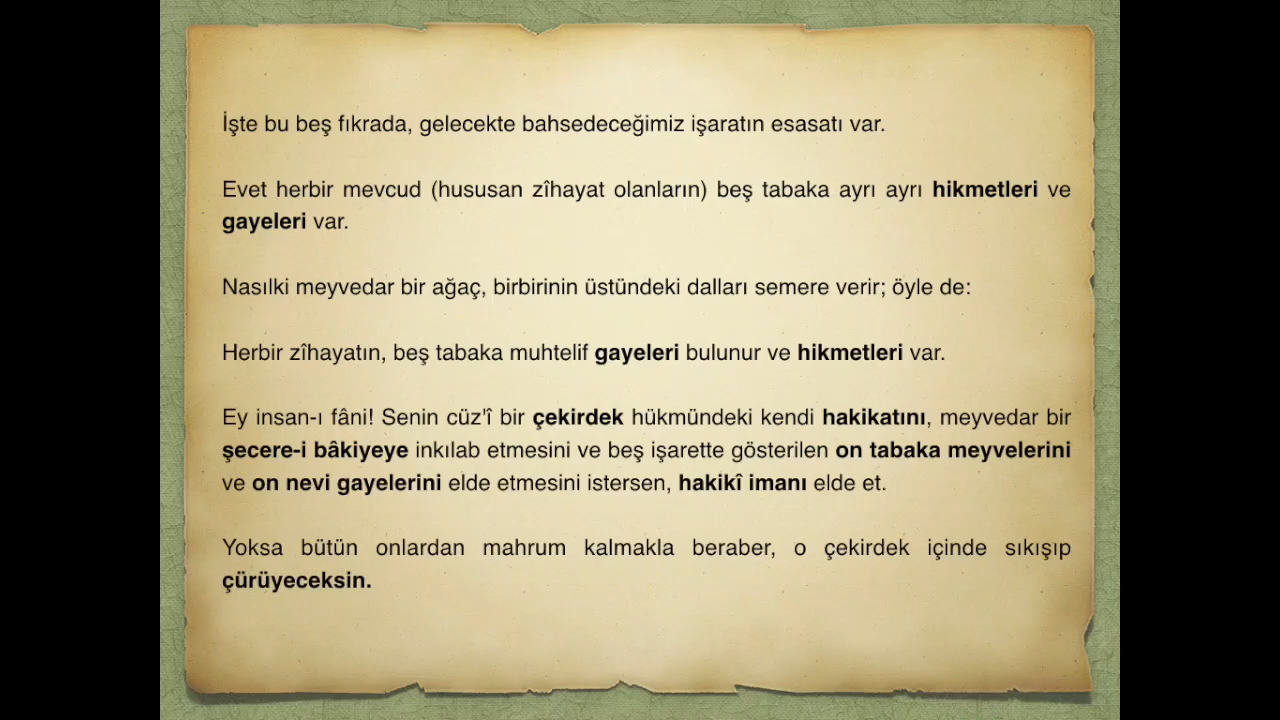 İşte bu beş fıkrada, gelecekte bahsedeceğimiz işaratın esasatı var.
Evet herbir mevcud (hususan zîhayat olanların) beş tabaka ayrı ayrı hikmetleri ve
gayeleri var.
Nasılki meyvedar bir ağaç, birbirinin üstündeki dalları semere verir; öyle de:
Herbir zîhayatın, beş tabaka muhtelif gayeleri bulunur ve hikmetleri var.
Ey insan-ı fâni! Senin cüz'î bir çekirdek hükmündeki kendi hakikatını, meyvedar bir
şecere-i bâkiyeye inkılab etmesini ve beş işarette gösterilen on tabaka meyvelerini
ve on nevi gayelerini elde etmesini istersen, hakikî imanı elde et.
Yoksa bütün onlardan mahrum kalmakla beraber, o çekirdek içinde sıkışıp
çürüyeceksin.